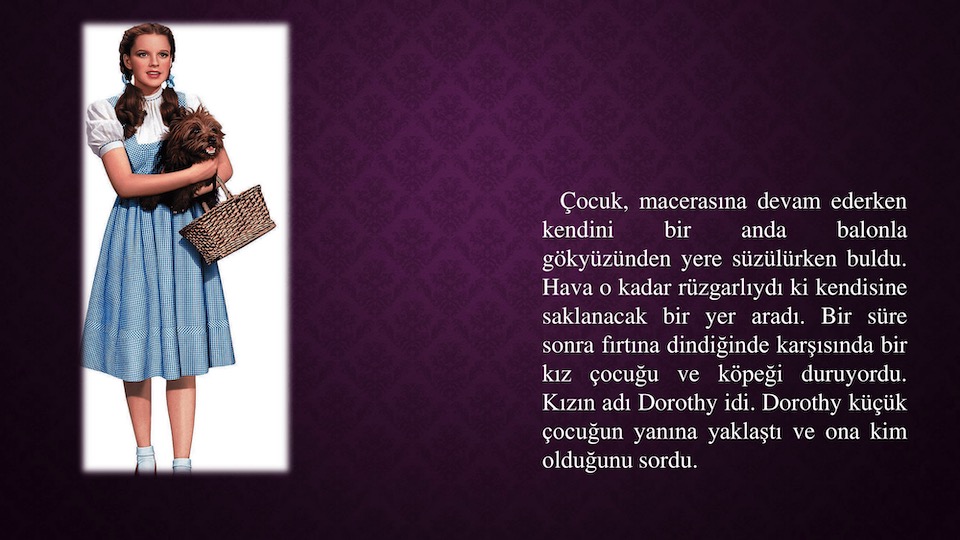 Çocuk, macerasına devam ederken
kendini bir anda balonla
gökyüzünden yere süzülürken buldu.
Hava o kadar rüzgarlıydı ki kendisine
saklanacak bir yer aradı. Bir süre
sonra fırtına dindiğinde karşısında bir
kız çocuğu ve köpeği duruyordu.
Kızın adı Dorothy idi. Dorothy küçük
çocuğun yanına yaklaştı ve ona kim
olduğunu sordu.